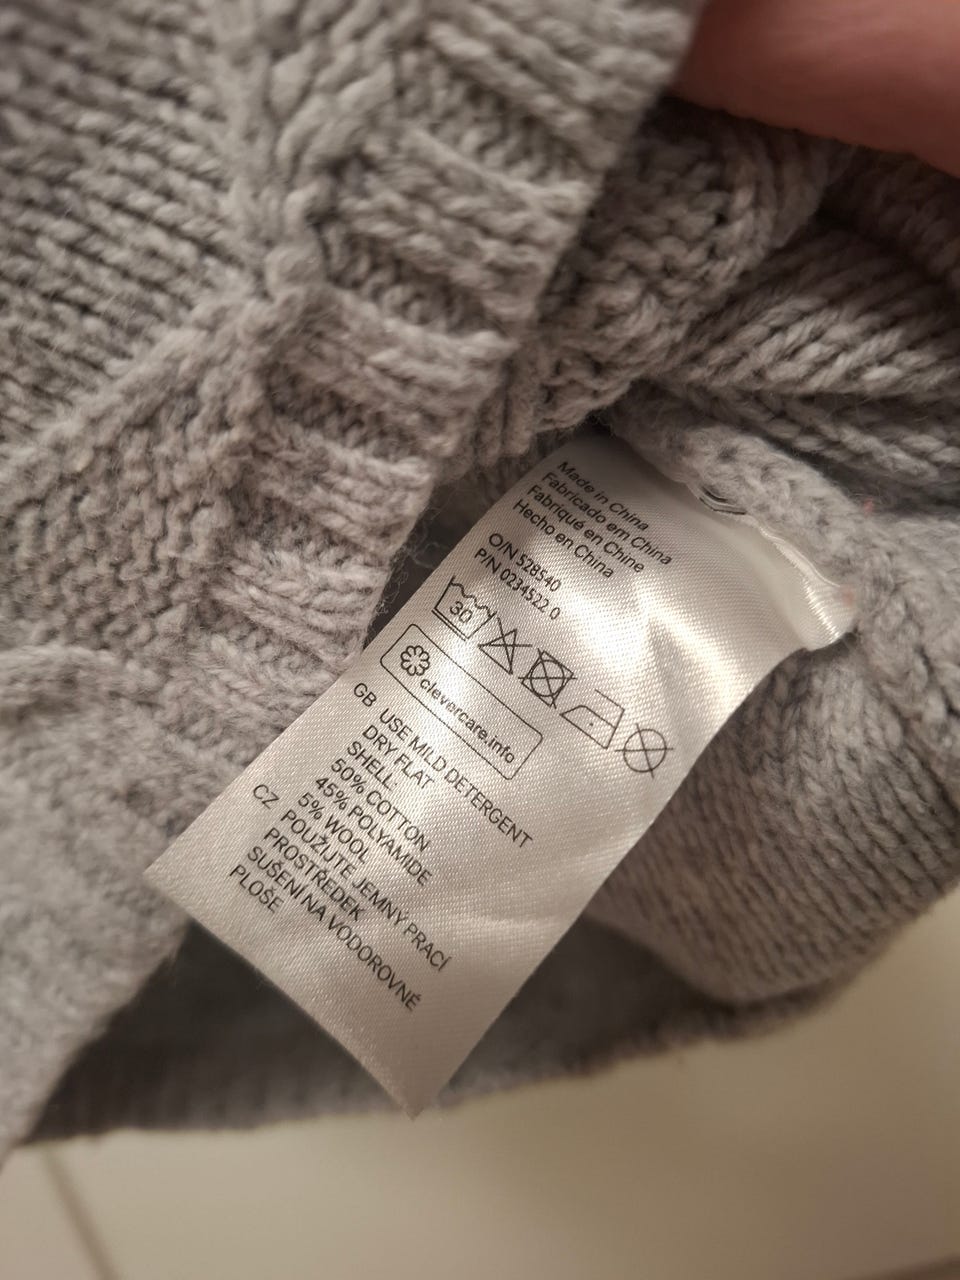 Made in China
Fabricado em China
Fabriqué en Chine
Hecho en China
O/N 528540
P/N 0234522.0
30
clevercare.info
GB USE MILD DETERGENT
DRY FLAT
SHELL:
50% COTTON
45% POLYAMIDE
5% WOOL
CZ POUŽIJTE JEMNÝ PRACÍ
PROSTŘEDEK
SUŠENÍ NA VODOROVNÉ
PLOŠE